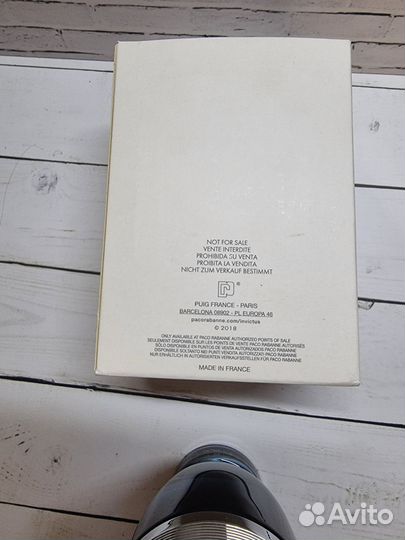 NOT FOR SALE
VENTE INTERDITE
PROHIBIDA SU VENTA
PROIBITA LA VENDITA
NICHT ZUM VERKAUF BESTIMMT
PUIG FRANCE - PARIS
BARCELONA 08902 - PL EUROPA 46
pacorabanne.com/invictus
© 2018
ONLY AVAILABLE AT PACO RABANNE AUTHORIZED POINTS OF SALE
SEULEMENT DISPONIBLE SUR LES POINTS DE VENTE PACO RABANNE AUTORISÉS
SÓLO DISPONIBLE EN PUNTOS DE VENTA AUTORIZADOS PACO RABANNE
DISPONIBILE SOLTANTO NEI PUNTI VENDITA AUTORIZZATI PACO RABANNE
NUR ERHÄLTLICH IN AUTORISIERTEN VERKAUFSSTELLEN FÜR PACO RABANNE
MADE IN FRANCE
Avito